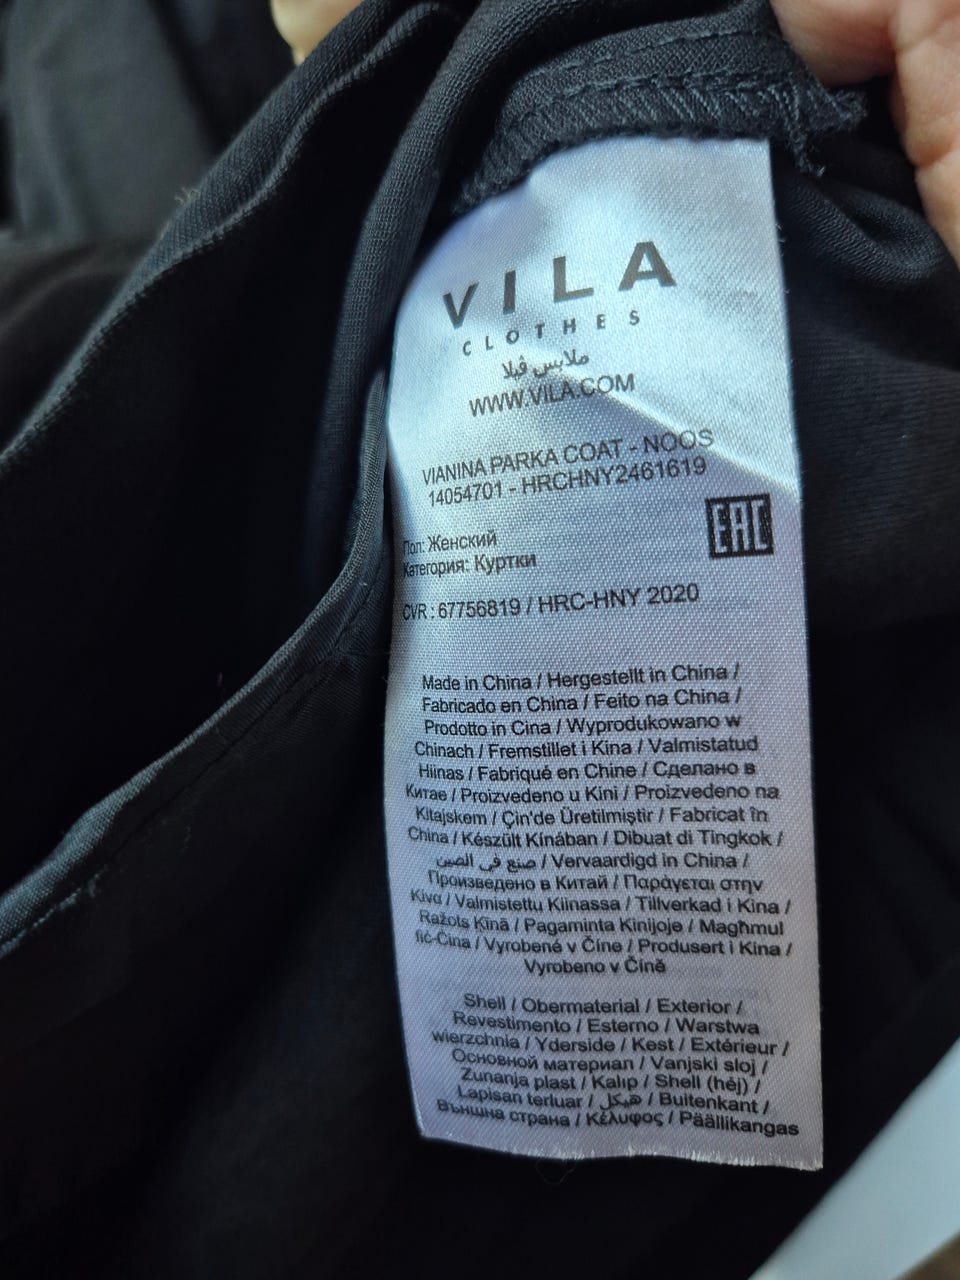 VILA
CLOTHES
ملابس ڤيلا
WWW.VILA.COM
VIANINA PARKA COAT - NOOS
14054701 - HRCHNY2461619
EAC
Пол: Женский
Категория: Куртки
CVR : 67756819 / HRC-HNY 2020
Made in China / Hergestellt in China /
Fabricado en China / Feito na China /
Prodotto in Cina / Wyprodukowano w
Chinach / Fremstillet i Kina / Valmistatud
Hiinas / Fabriqué en Chine / Сделано в
Китае / Proizvedeno u Kini / Proizvedeno na
Kitajskem / Çin'de Üretilmiştir / Fabricat în
China / Készült Kínában / Dibuat di Tingkok /
صنع في الصين / Vervaardigd in China /
Произведено в Китай / Παράγεται στην
Κίνα / Valmistettu Kiinassa / Tillverkad i Kina /
Ražots Ķīnā / Pagaminta Kinijoje / Magħmul
fiċ-Ċina / Vyrobené v Číne / Produsert i Kina /
Vyrobeno v Číně
Shell / Obermaterial / Exterior /
Revestimento / Esterno / Warstwa
wierzchnia / Yderside / Kest / Extérieur /
Основной материал / Vanjski sloj /
Zunanja plast / Kalıp / Shell (héj) /
Lapisan terluar / هيكل / Buitenkant /
Външна страна / Κέλυφος / Päällikangas